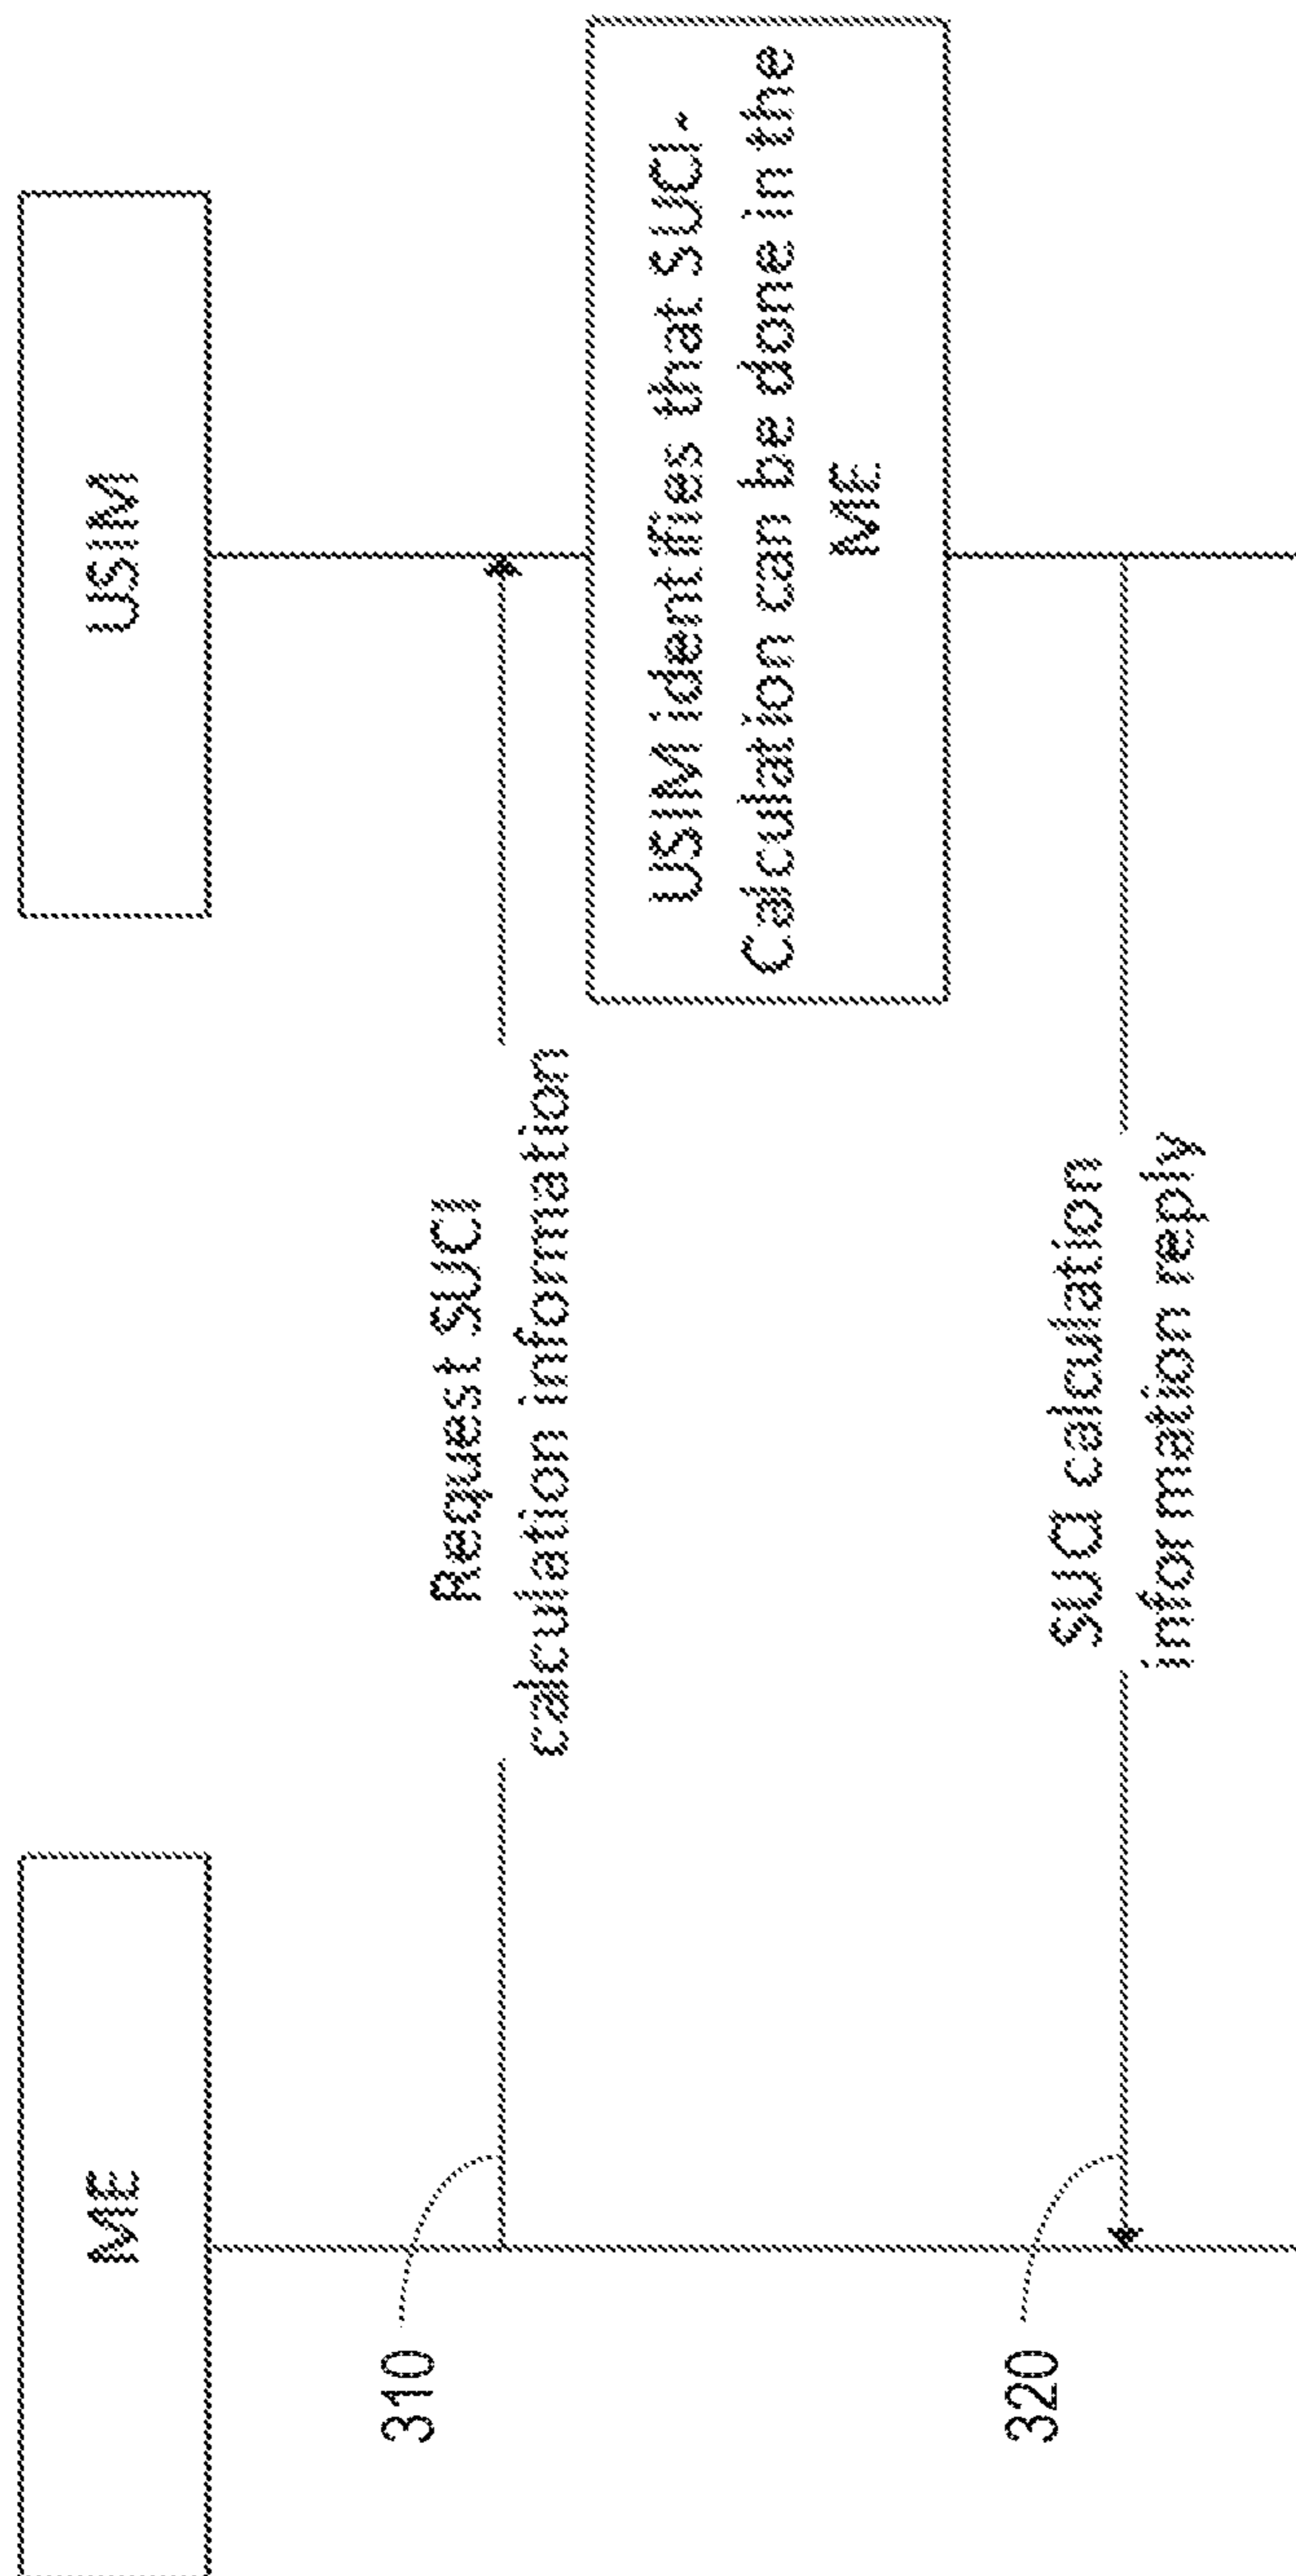 ME
USIM
310
Request SUCI
calculation information
USIM identifies that SUCI-
Calculation can be done in the
ME
320
SUCI calculation
information reply